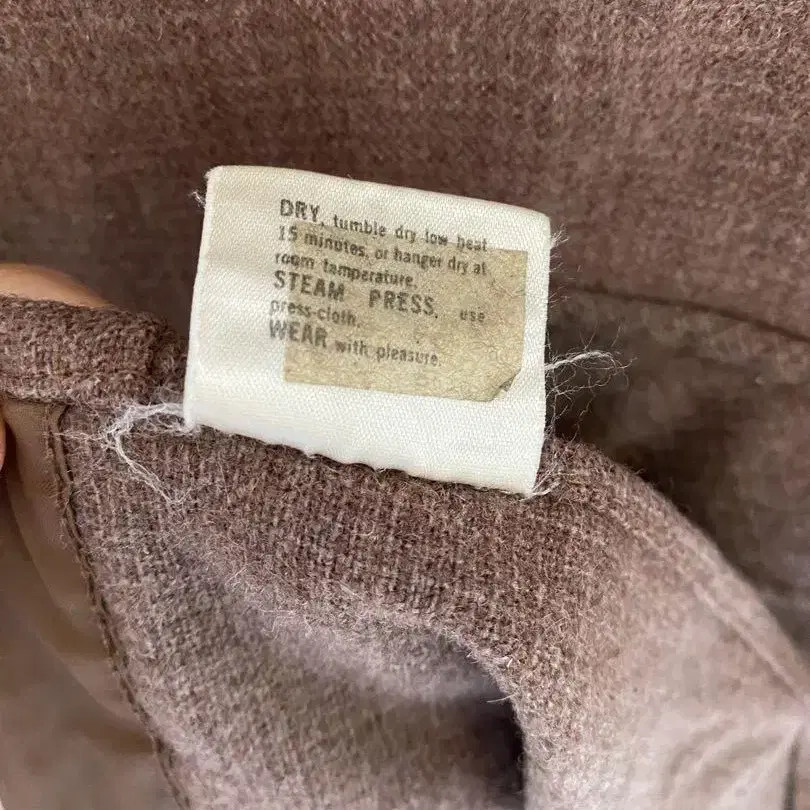 DRY, tumble dry low heat
15 minutes, or hanger dry at
room temperature.
STEAM PRESS, use
press-cloth.
WEAR with pleasure.